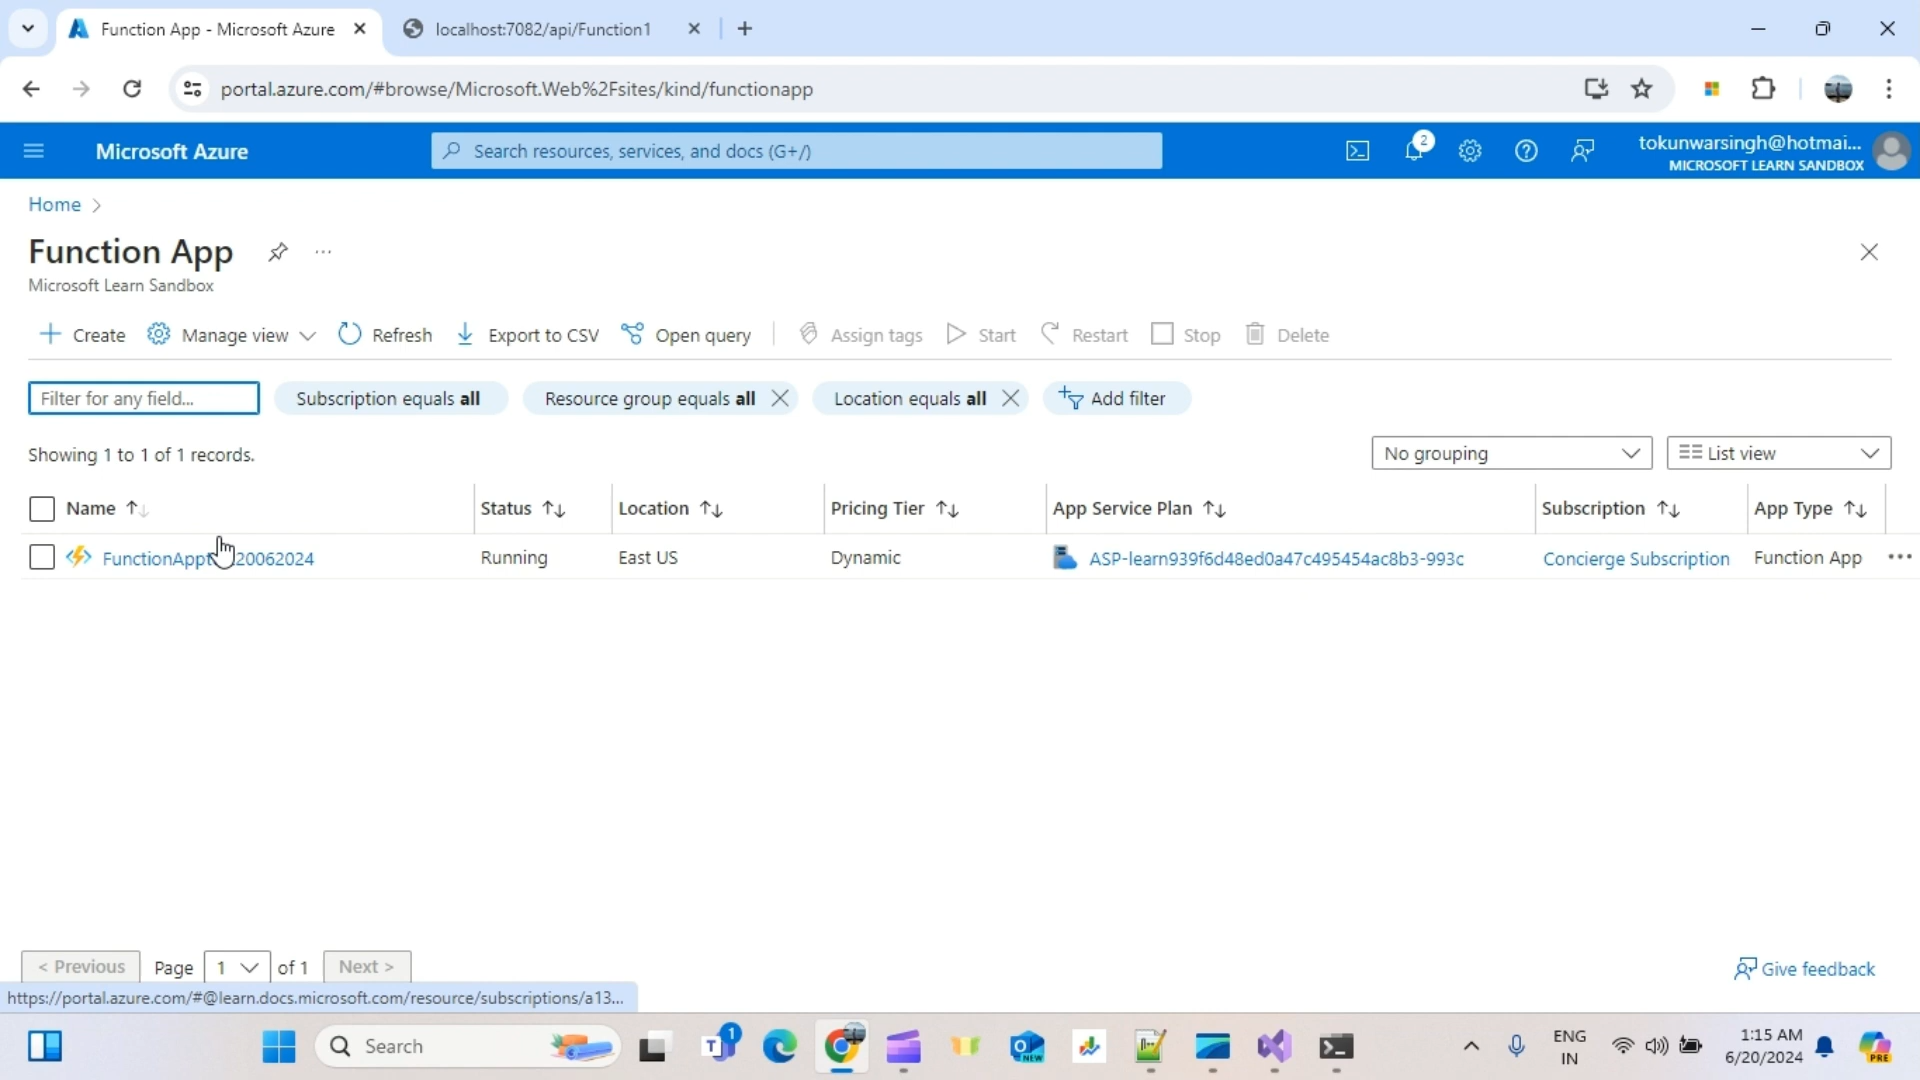 Function App - Microsoft Azure
localhost:7082/api/Function1
portal.azure.com/#browse/Microsoft.Web%2Fsites/kind/functionapp
Microsoft Azure
Search resources, services, and docs (G+/)
2
tokunwarsingh@hotmai...
MICROSOFT LEARN SANDBOX
Home
Function App
Microsoft Learn Sandbox
Create
Manage view
Refresh
Export to CSV
Open query
Assign tags
Start
Restart
Stop
Delete
Filter for any field...
Subscription equals all
Resource group equals all
Location equals all
Add filter
Showing 1 to 1 of 1 records.
No grouping
List view
Name
Status
Location
Pricing Tier
App Service Plan
Subscription
App Type
20062024
Running
East US
Dynamic
ASP-learn939f6d48ed0a47c495454ac8b3-993c
Concierge Subscription
Function App
< Previous
Page 1 of 1
Next >
Give feedback
https://portal.azure.com/#@learn.docs.microsoft.com/resource/subscriptions/a13...
Search
1
NEW
ENG
IN
1:15 AM
6/20/2024
PRE